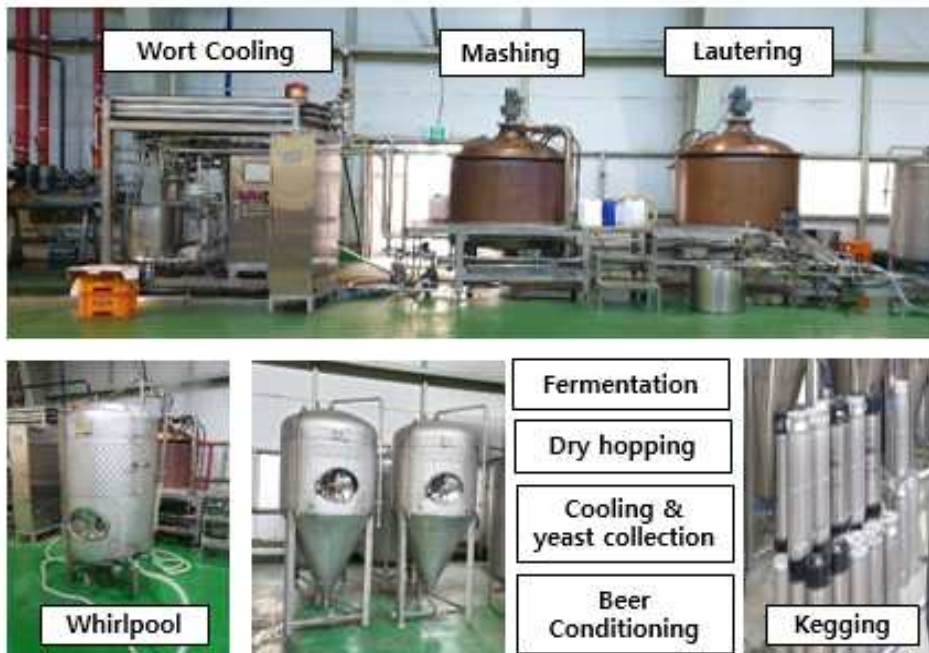 Wort Cooling
Mashing
Lautering
Fermentation
Dry hopping
Cooling &
yeast collection
Beer
Conditioning
Whirlpool
Kegging